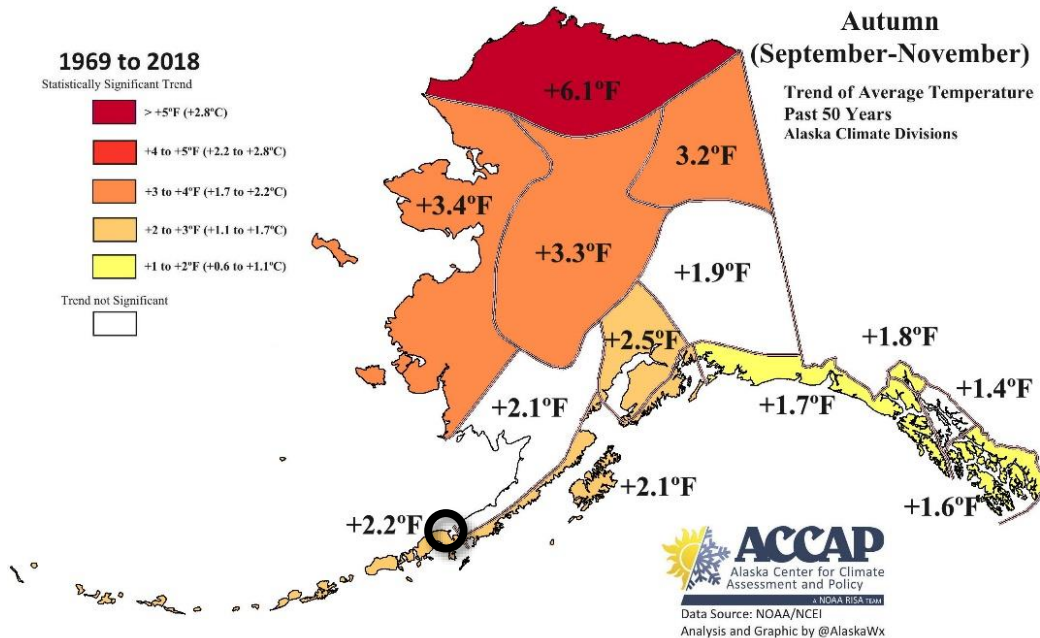 Autumn
(September-November)
Trend of Average Temperature
Past 50 Years
Alaska Climate Divisions
1969 to 2018
Statistically Significant Trend
> +5ºF (+2.8ºC)
+4 to +5ºF (+2.2 to +2.8ºC)
+3 to +4ºF (+1.7 to +2.2ºC)
+2 to +3ºF (+1.1 to +1.7ºC)
+1 to +2ºF (+0.6 to +1.1ºC)
Trend not Significant
+6.1ºF
3.2ºF
+3.4ºF
+3.3ºF
+1.9ºF
+2.5ºF
+1.8ºF
+1.4ºF
+2.1ºF
+1.7ºF
+2.1ºF
+1.6ºF
+2.2ºF
ACCAP
Alaska Center for Climate
Assessment and Policy
A NOAA RISA TEAM
Data Source: NOAA/NCEI
Analysis and Graphic by @AlaskaWx